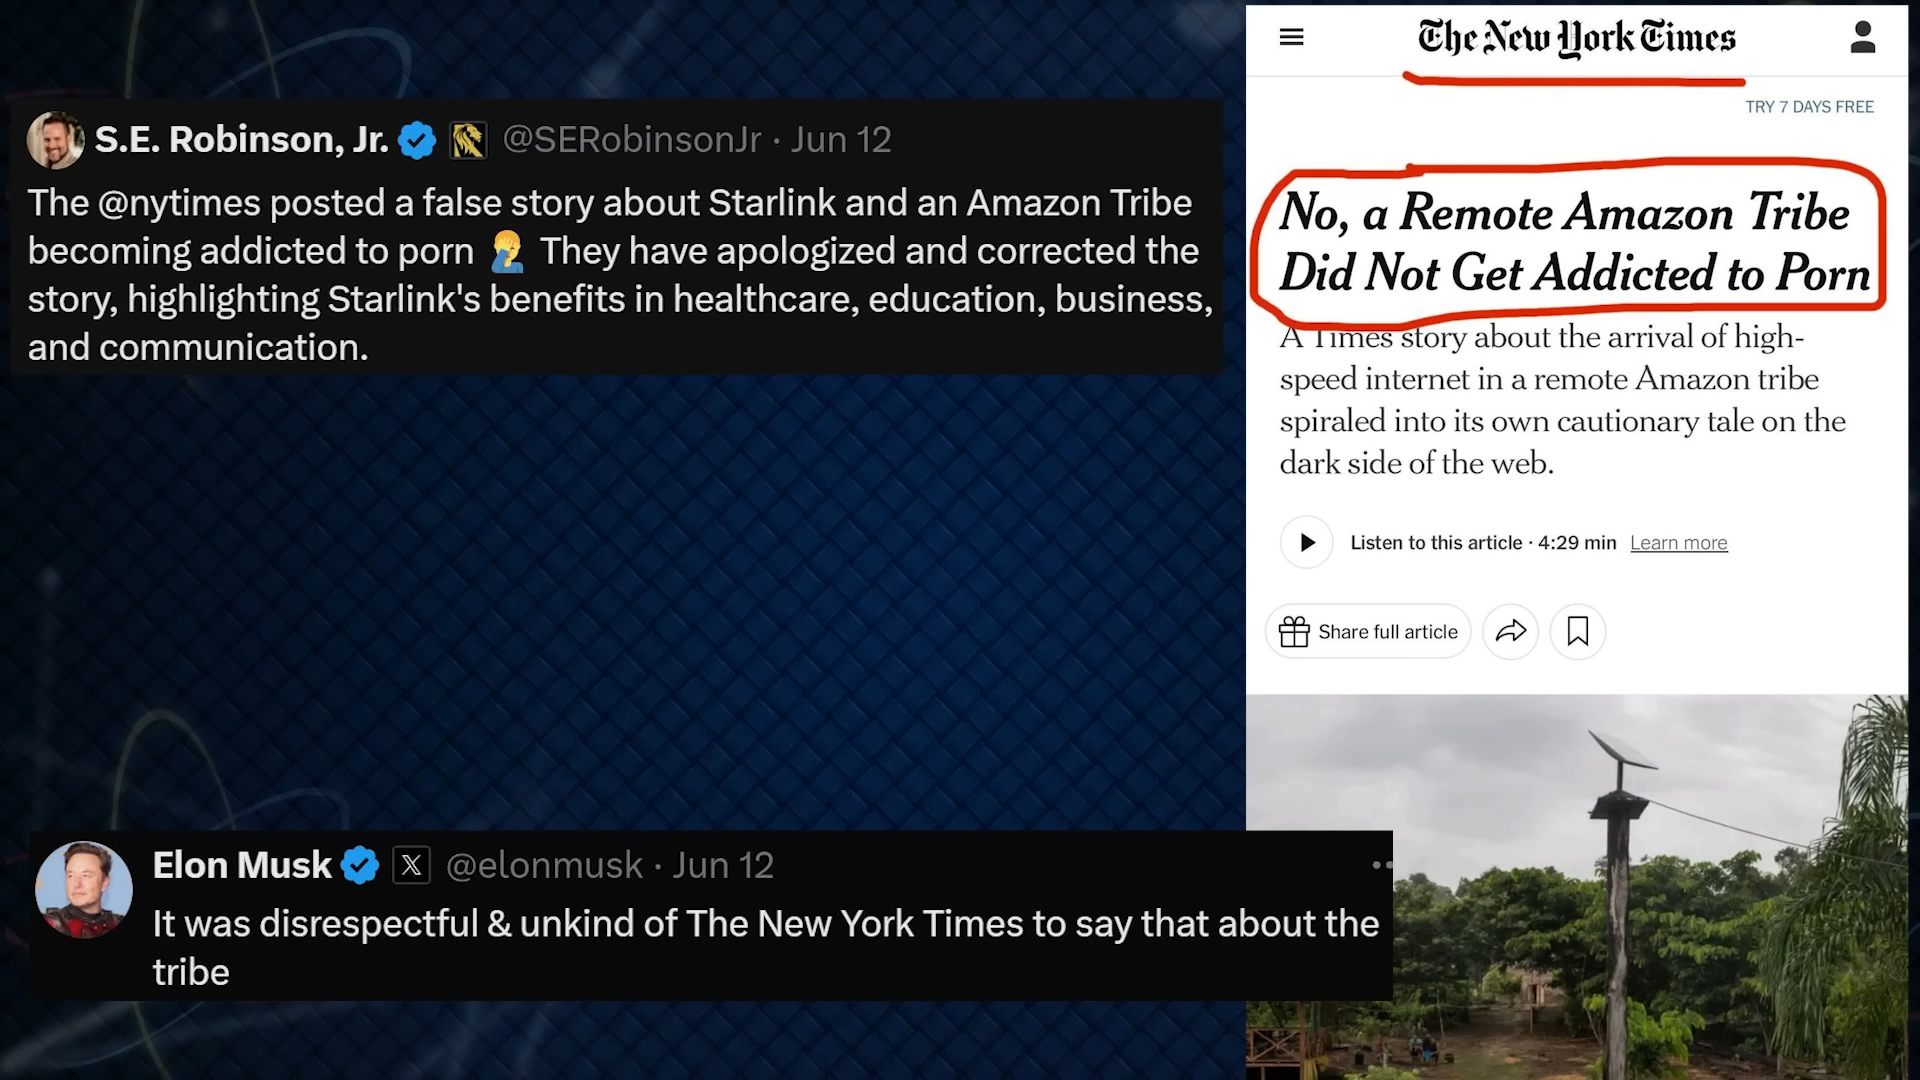 S.E. Robinson, Jr. @SERobinsonJr · Jun 12
The @nytimes posted a false story about Starlink and an Amazon Tribe
becoming addicted to porn 🤦‍♂️ They have apologized and corrected the
story, highlighting Starlink's benefits in healthcare, education, business,
and communication.
The New York Times
TRY 7 DAYS FREE
No, a Remote Amazon Tribe
Did Not Get Addicted to Porn
A Times story about the arrival of high-
speed internet in a remote Amazon tribe
spiraled into its own cautionary tale on the
dark side of the web.
Listen to this article · 4:29 min Learn more
Share full article
Elon Musk X @elonmusk · Jun 12
It was disrespectful & unkind of The New York Times to say that about the
tribe